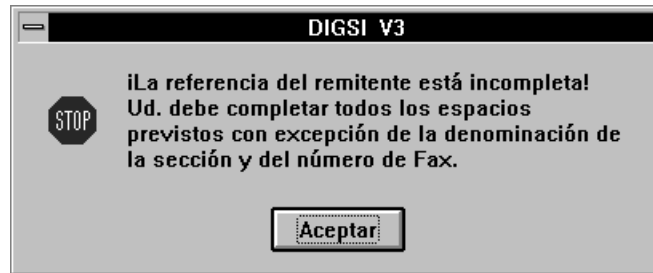 DIGSI V3
¡La referencia del remitente está incompleta!
Ud. debe completar todos los espacios
previstos con excepción de la denominación de
la sección y del número de Fax.
STOP
Aceptar